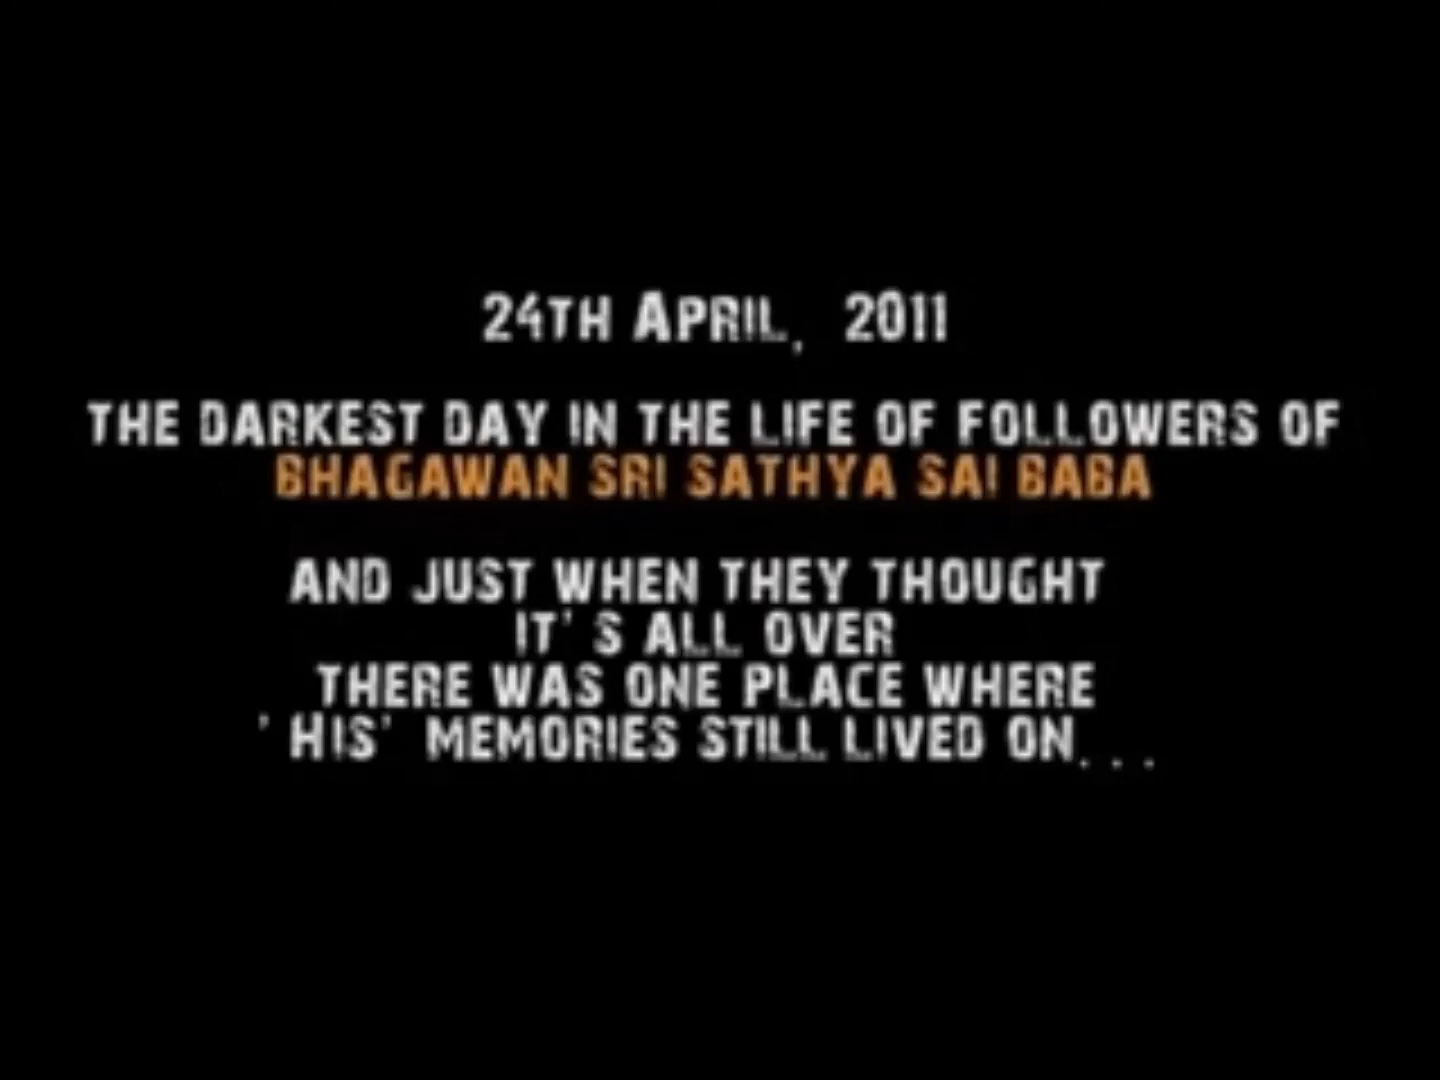 24TH APRIL, 2011
THE DARKEST DAY IN THE LIFE OF FOLLOWERS OF
BHAGAWAN SRI SATHYA SAI BABA
AND JUST WHEN THEY THOUGHT
IT'S ALL OVER
THERE WAS ONE PLACE WHERE
'HIS' MEMORIES STILL LIVED ON...